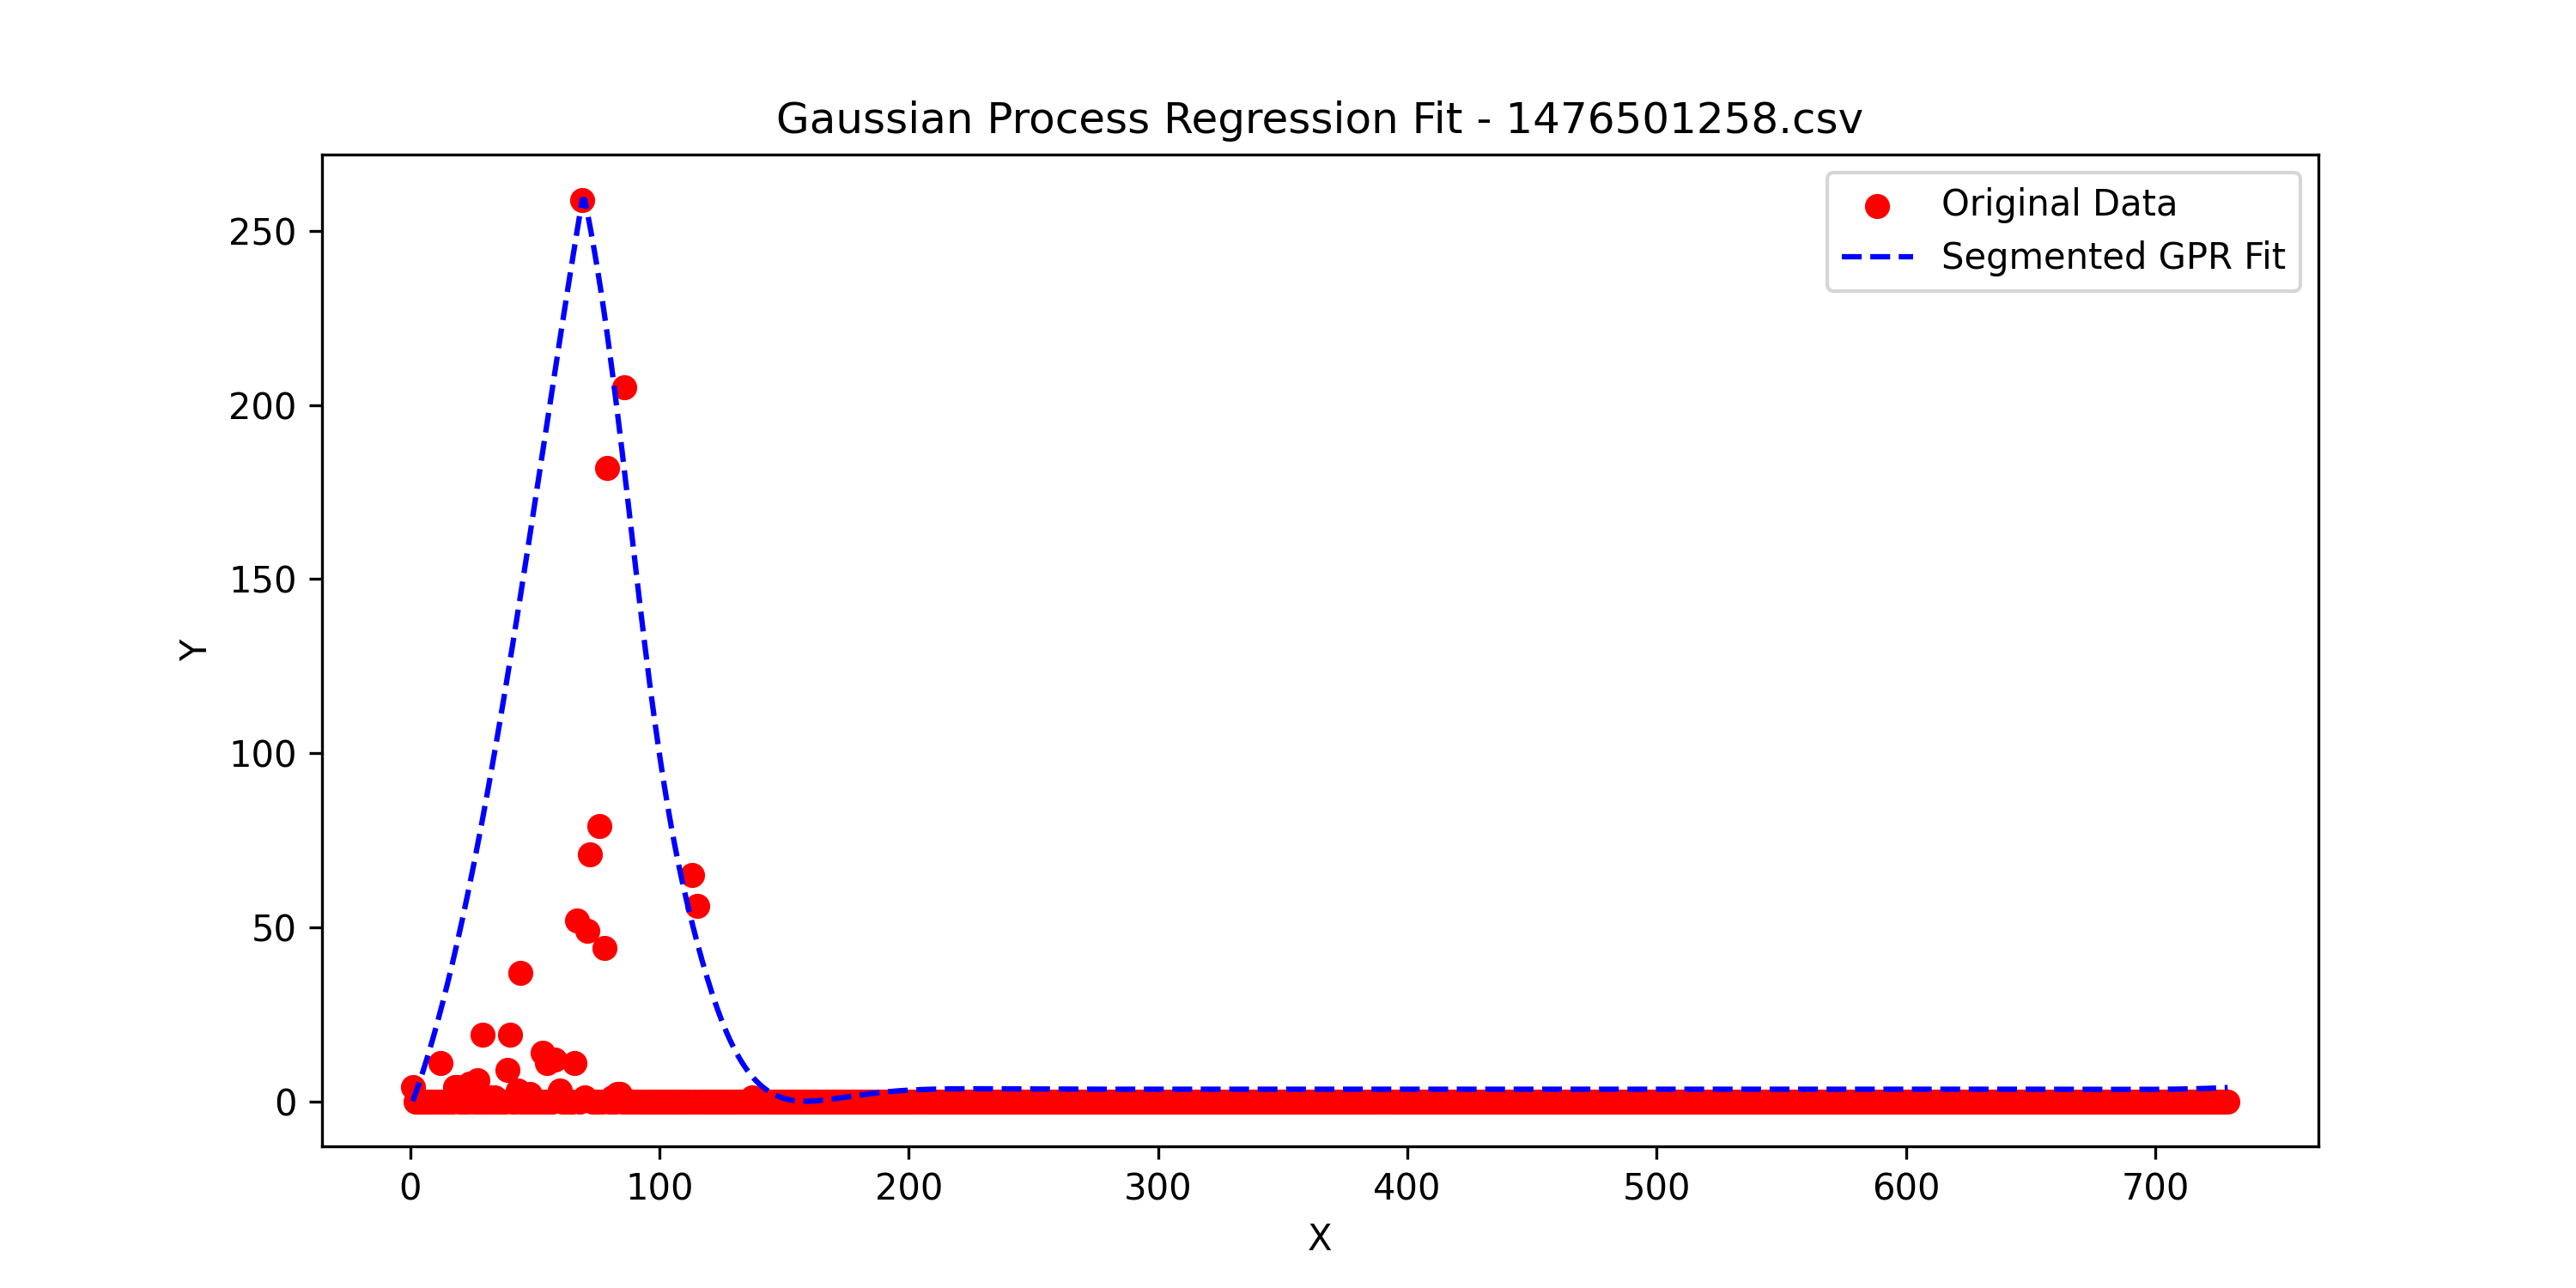 Gaussian Process Regression Fit - 1476501258.csv
Original Data
Segmented GPR Fit
250
200
150
100
50
0
Y
0 100 200 300 400 500 600 700
X